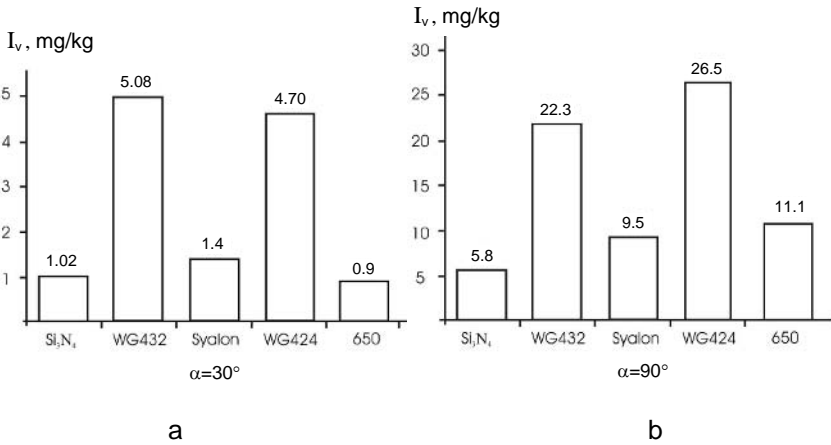 I_v, mg/kg
5
4
3
2
1
5.08
4.70
1.02
1.4
0.9
Si₃N₄ WG432 Syalon WG424 650
α=30°
a
I_v, mg/kg
30
25
20
15
10
5
26.5
22.3
11.1
9.5
5.8
Si₃N₄ WG432 Syalon WG424 650
α=90°
b